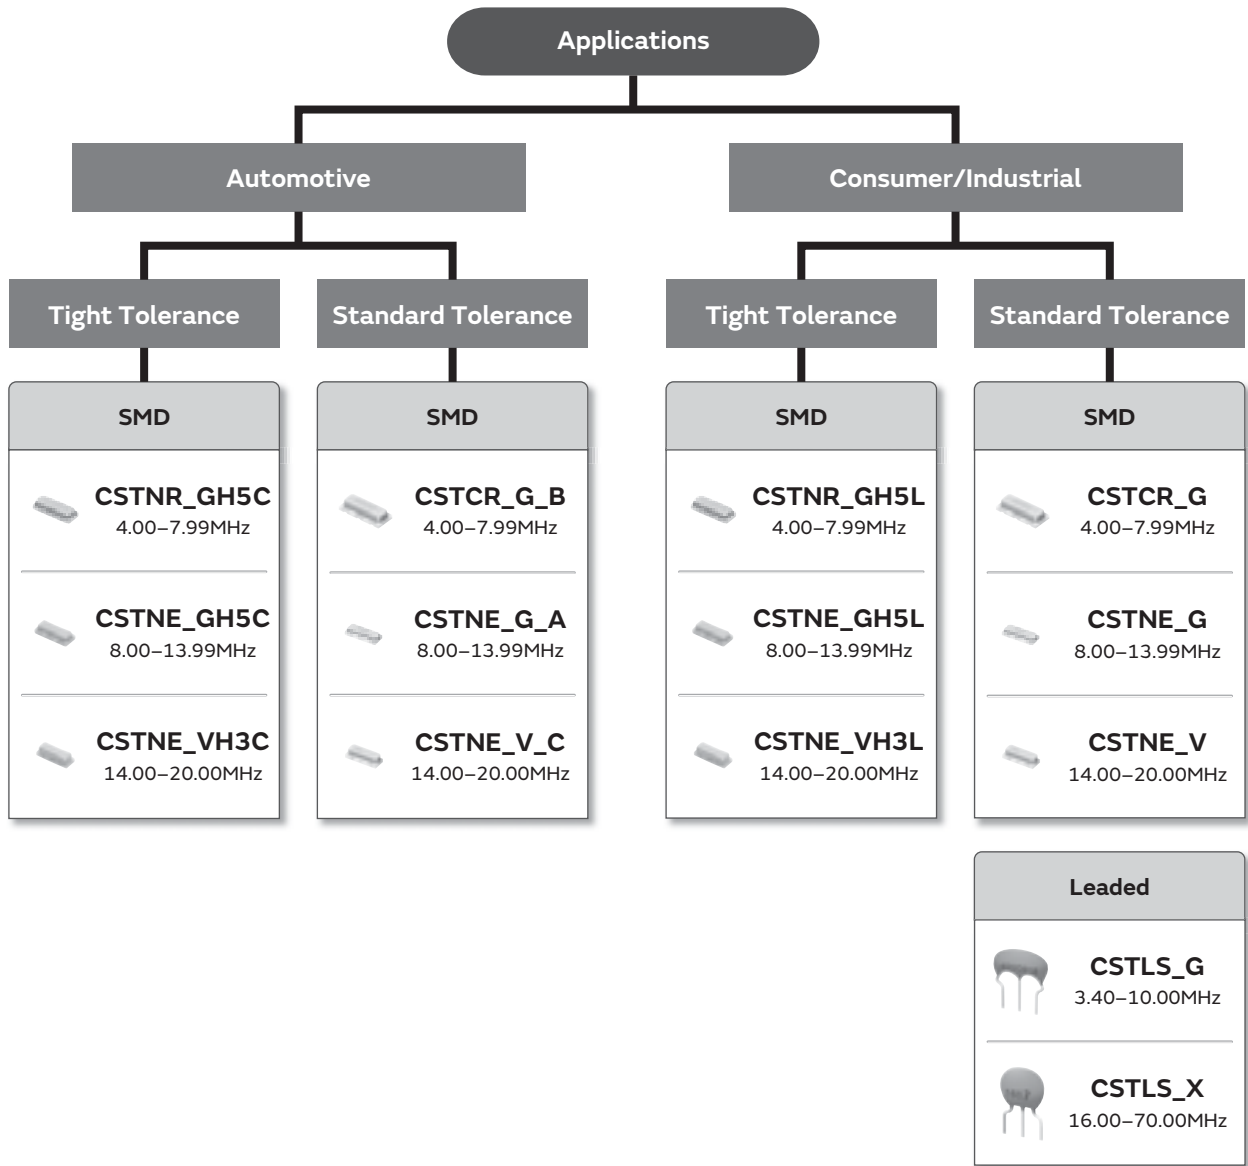 Applications
Automotive
Consumer/Industrial
Tight Tolerance
Standard Tolerance
Tight Tolerance
Standard Tolerance
SMD
CSTNR_GH5C
4.00–7.99MHz
CSTNE_GH5C
8.00–13.99MHz
CSTNE_VH3C
14.00–20.00MHz
SMD
CSTCR_G_B
4.00–7.99MHz
CSTNE_G_A
8.00–13.99MHz
CSTNE_V_C
14.00–20.00MHz
SMD
CSTNR_GH5L
4.00–7.99MHz
CSTNE_GH5L
8.00–13.99MHz
CSTNE_VH3L
14.00–20.00MHz
SMD
CSTCR_G
4.00–7.99MHz
CSTNE_G
8.00–13.99MHz
CSTNE_V
14.00–20.00MHz
Leaded
CSTLS_G
3.40–10.00MHz
CSTLS_X
16.00–70.00MHz